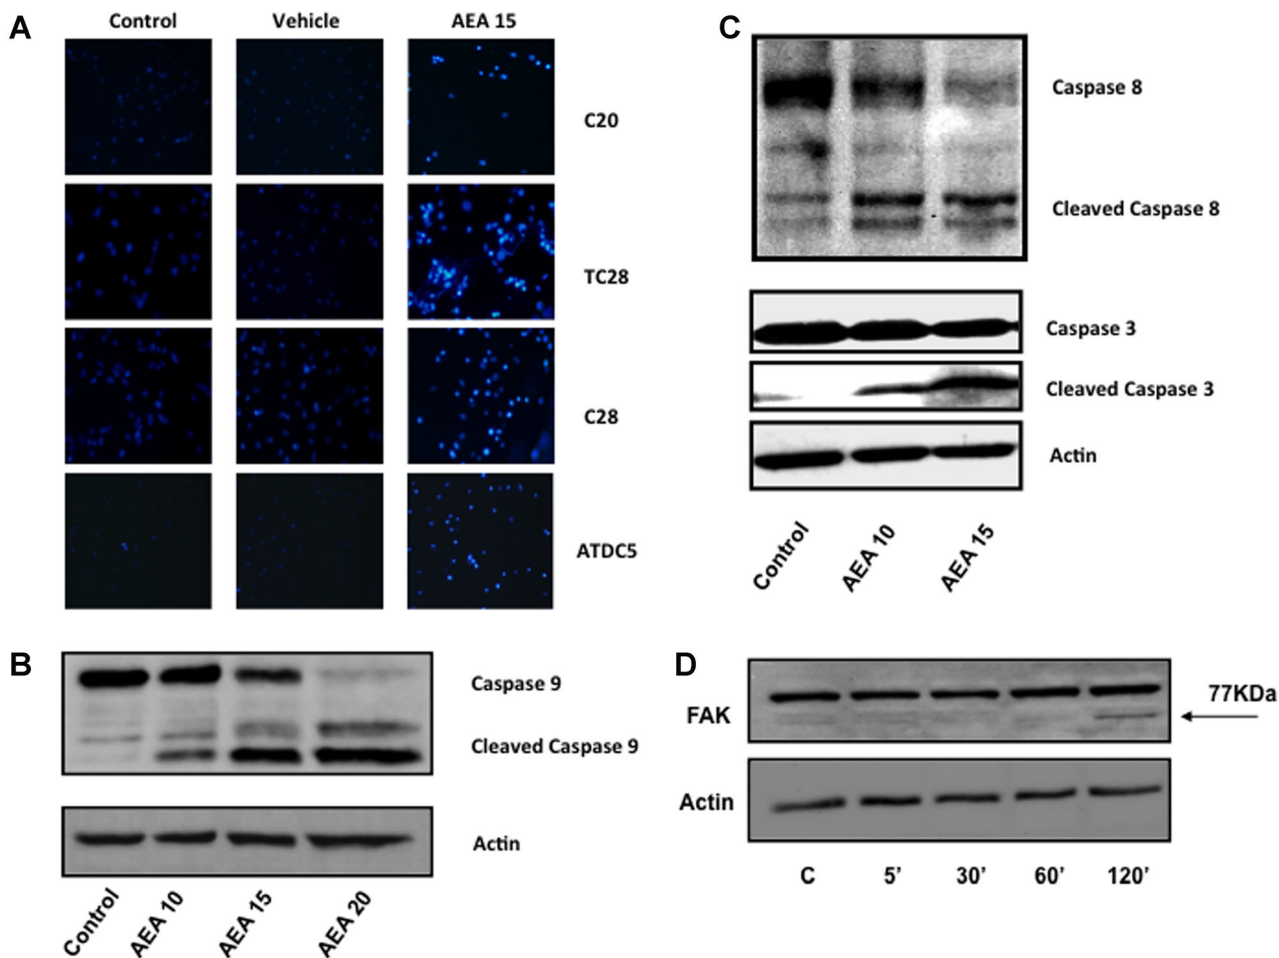 A
Control Vehicle AEA 15
C20
TC28
C28
ATDC5
B
Caspase 9
Cleaved Caspase 9
Actin
Control AEA 10 AEA 15 AEA 20
C
Caspase 8
Cleaved Caspase 8
Caspase 3
Cleaved Caspase 3
Actin
Control AEA 10 AEA 15
D
77KDa
FAK
Actin
C 5’ 30’ 60’ 120’